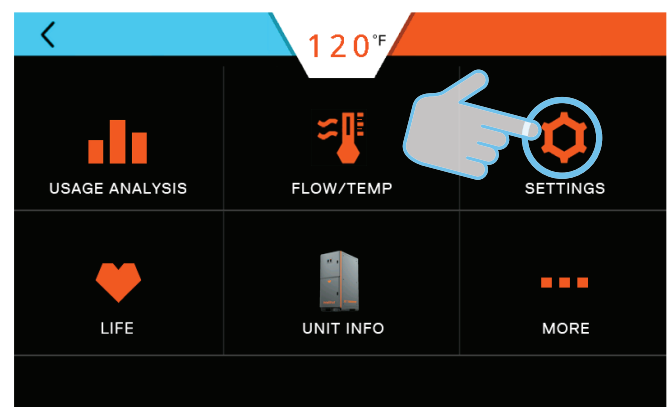 120°F
USAGE ANALYSIS
FLOW/TEMP
SETTINGS
LIFE
UNIT INFO
MORE